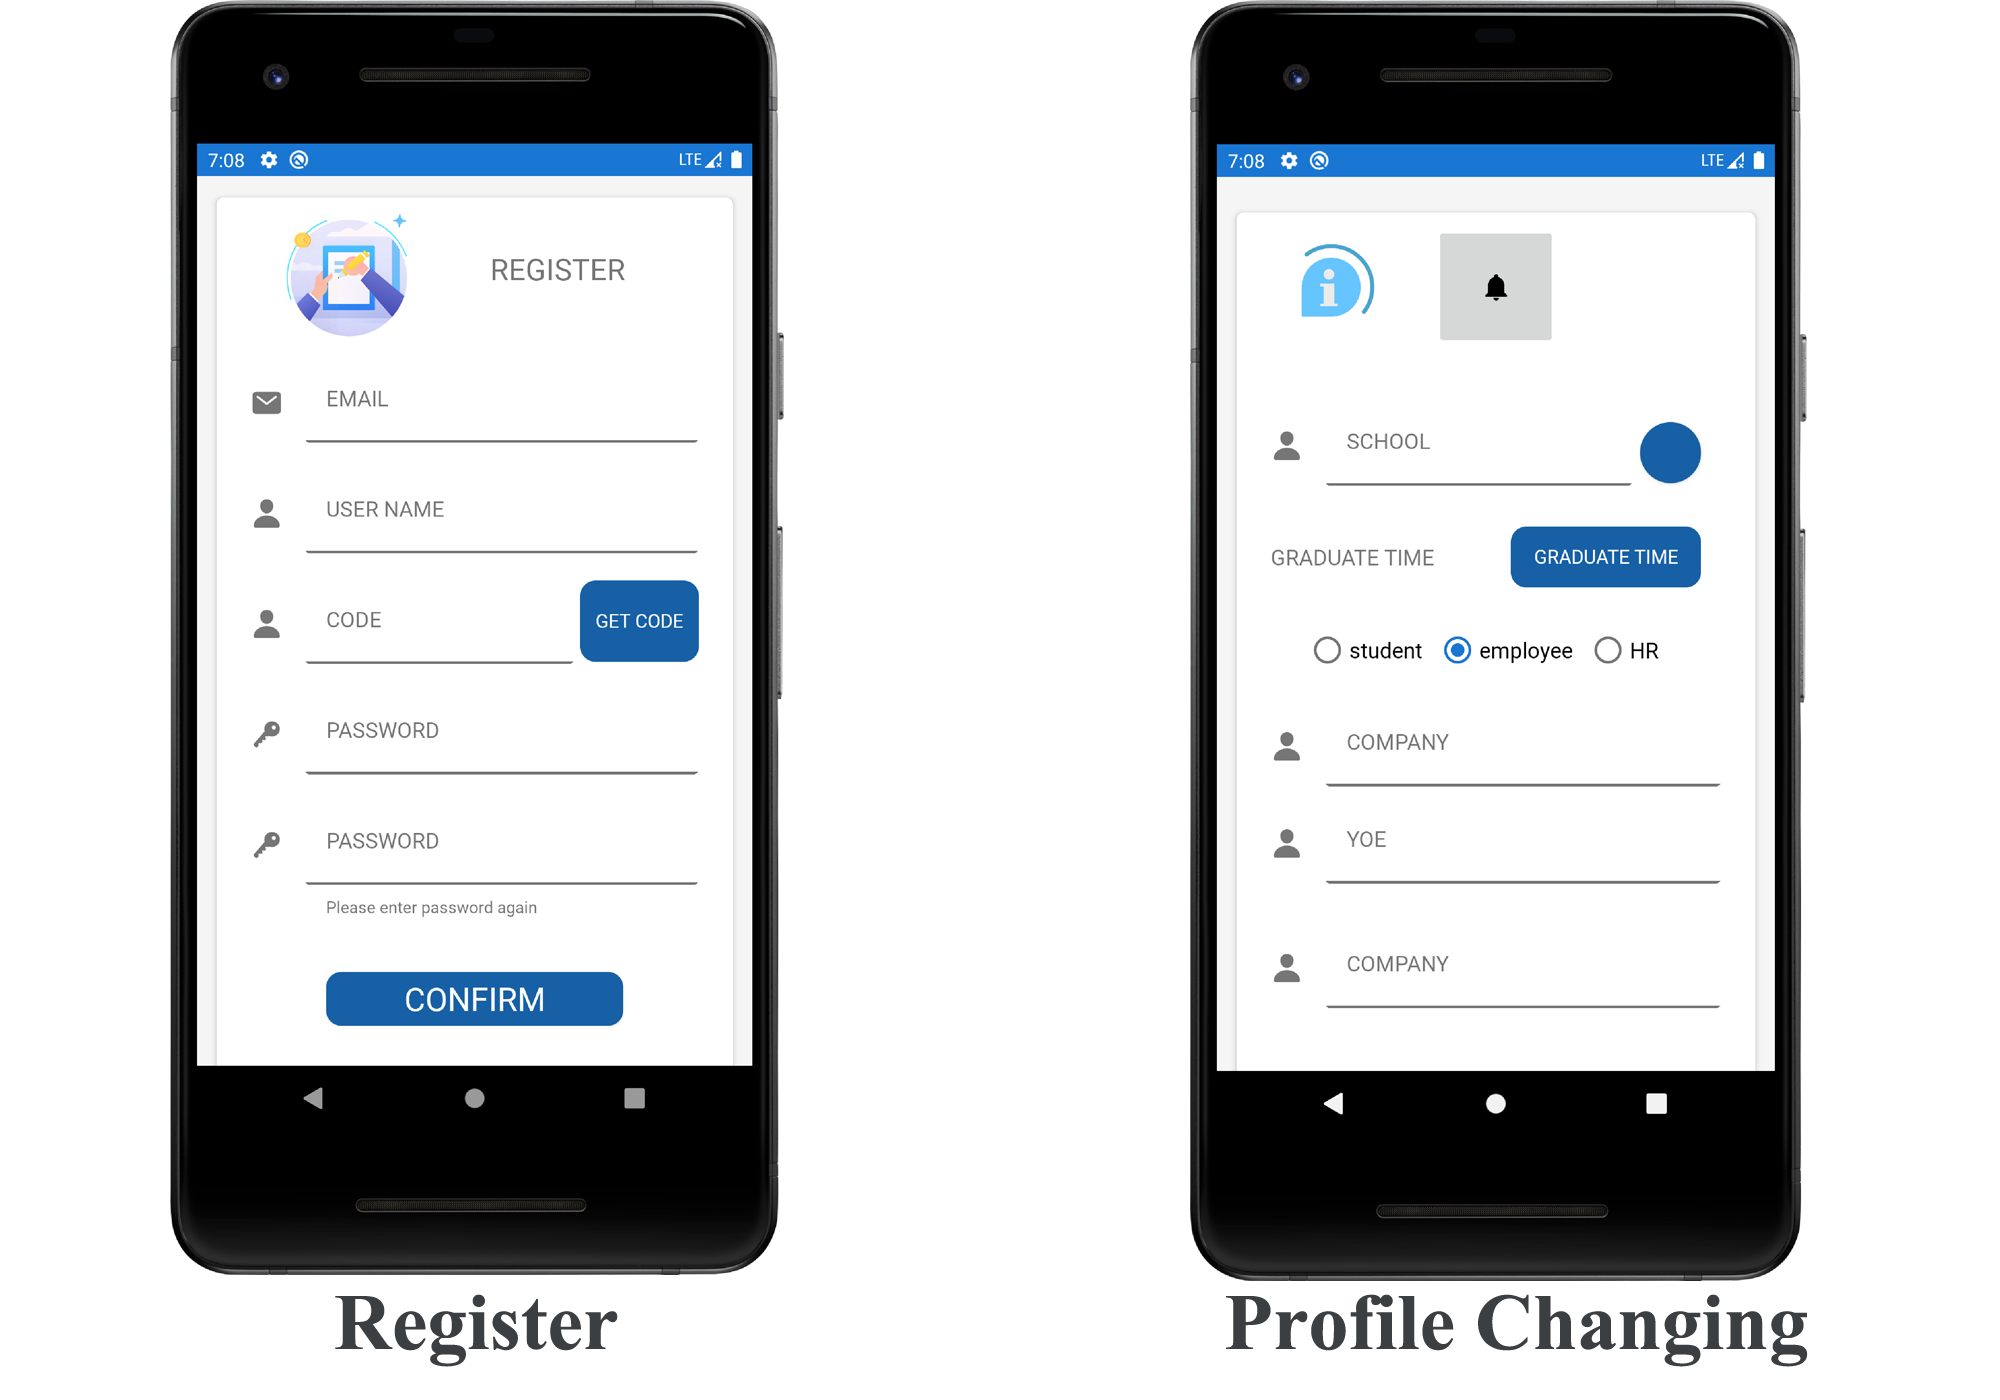 7:08 LTE
REGISTER
EMAIL
USER NAME
CODE GET CODE
PASSWORD
PASSWORD
Please enter password again
CONFIRM
Register
7:08 LTE
i
SCHOOL
GRADUATE TIME GRADUATE TIME
student employee HR
COMPANY
YOE
COMPANY
Profile Changing